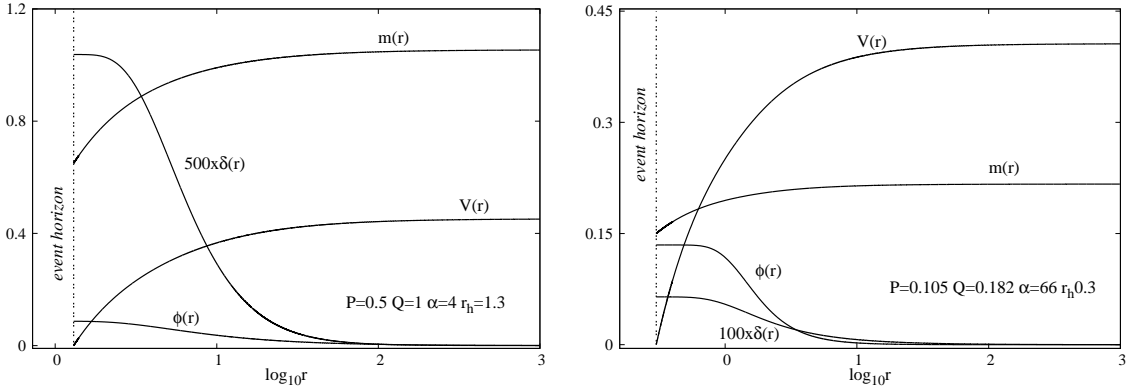 1.2
0.8
0.4
0
0
1
2
3
log10r
event horizon
m(r)
500xδ(r)
V(r)
P=0.5 Q=1 α=4 rh=1.3
ϕ(r)
0.45
0.3
0.15
0
0
1
2
3
log10r
event horizon
V(r)
m(r)
ϕ(r)
P=0.105 Q=0.182 α=66 rh0.3
100xδ(r)